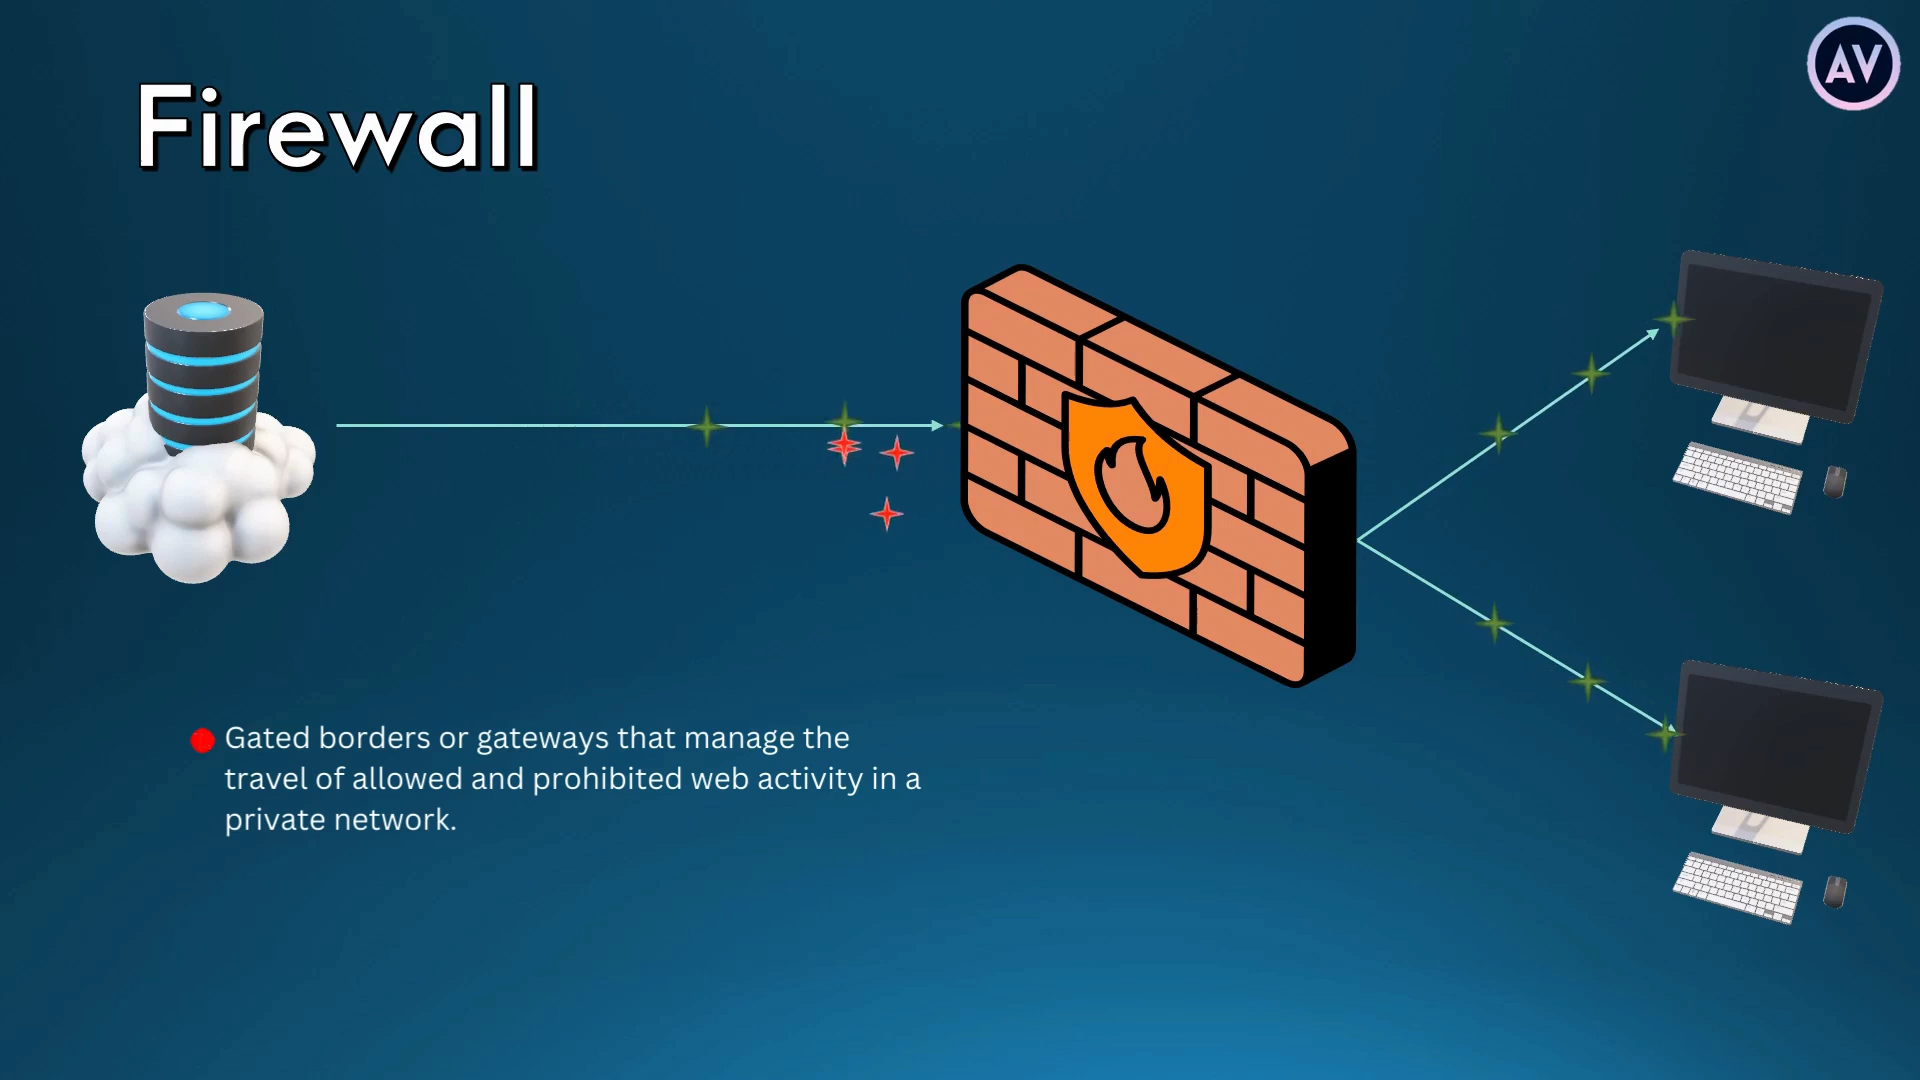 AV
Firewall
Gated borders or gateways that manage the
travel of allowed and prohibited web activity in a
private network.